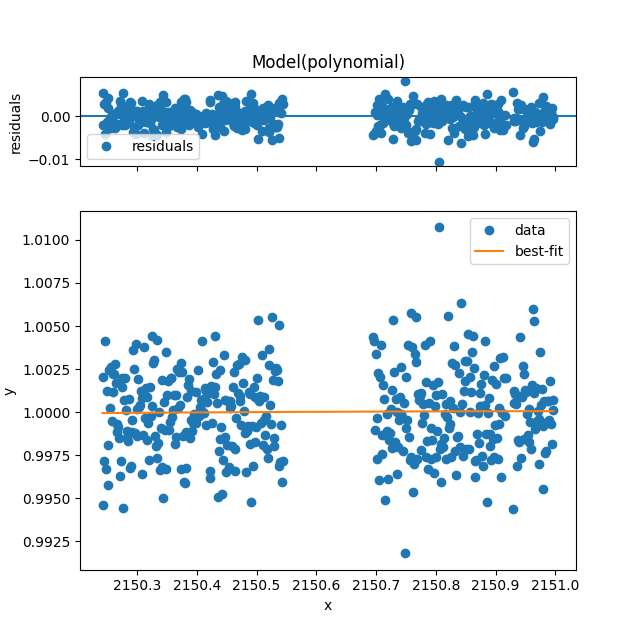 Model(polynomial)
residuals
0.00
−0.01
residuals
y
1.0100
1.0075
1.0050
1.0025
1.0000
0.9975
0.9950
0.9925
data
best-fit
2150.3 2150.4 2150.5 2150.6 2150.7 2150.8 2150.9 2151.0
x